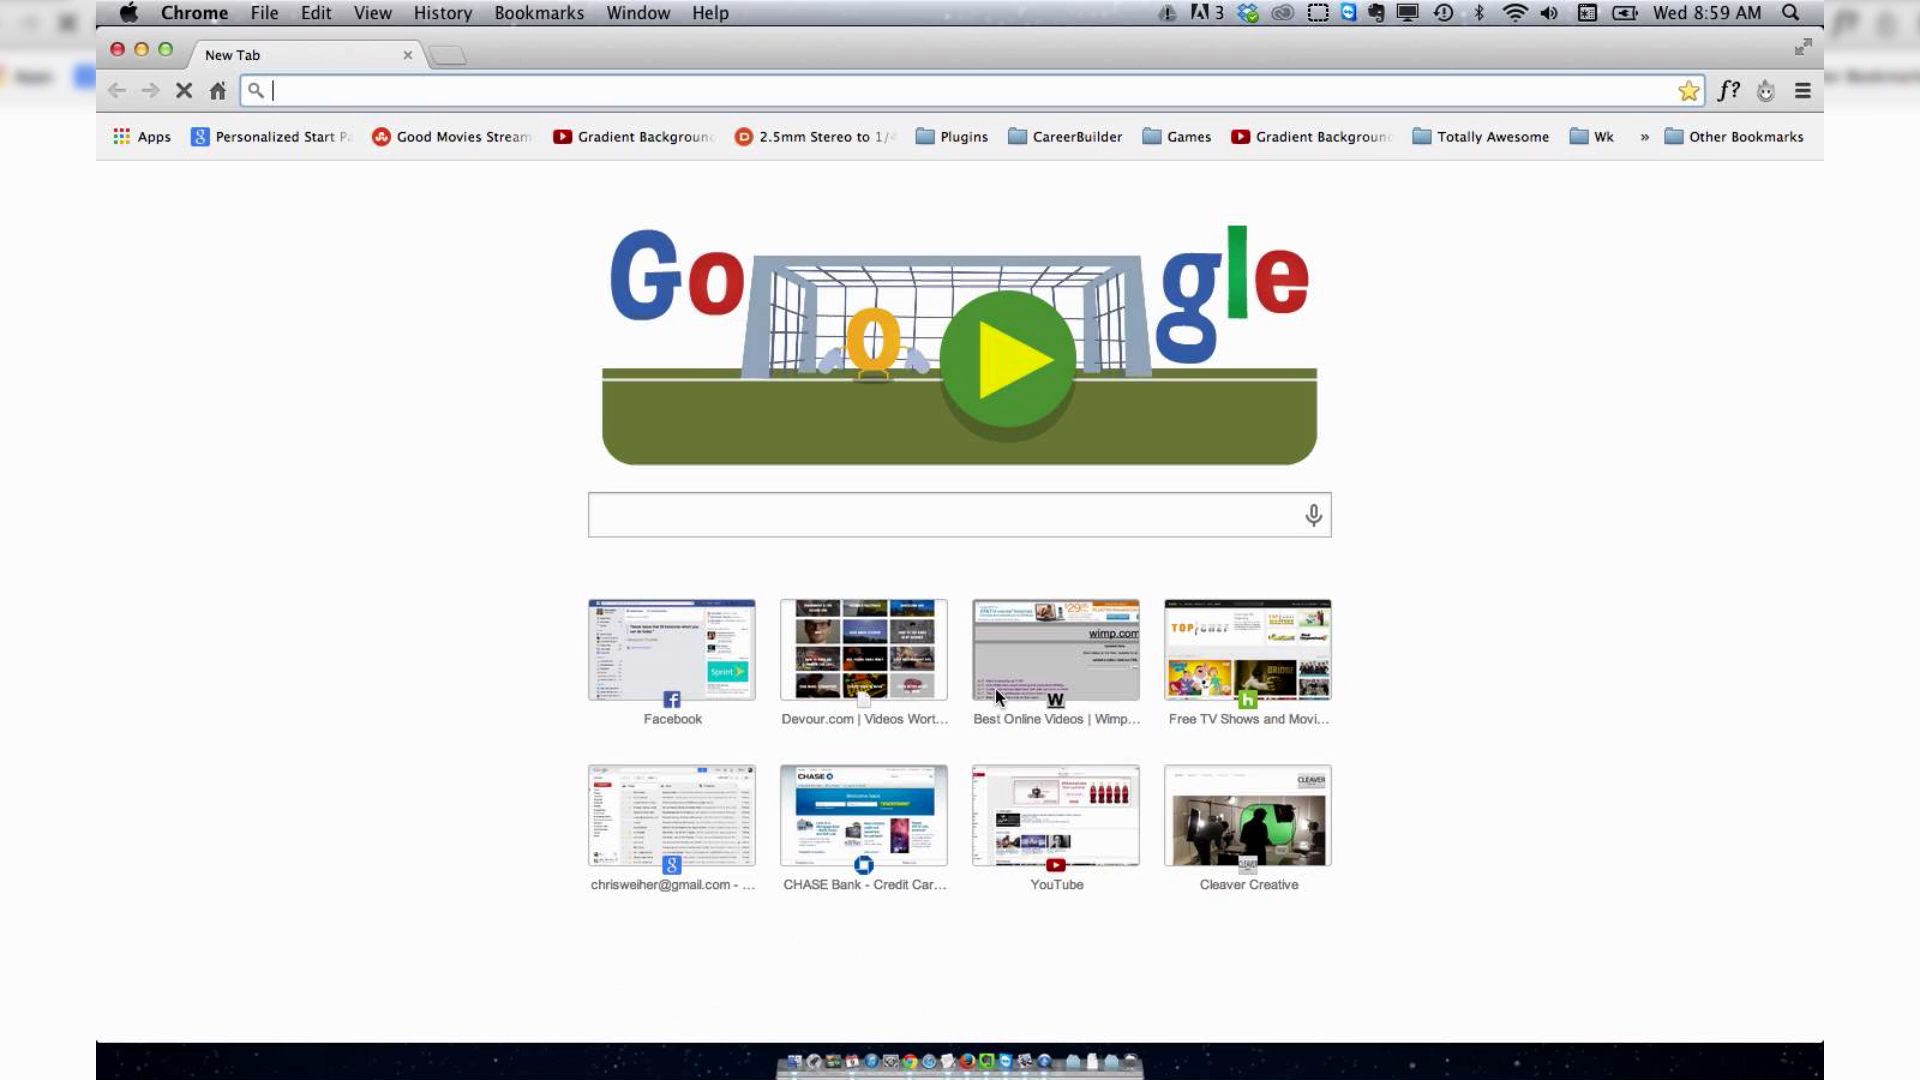 Chrome File Edit View History Bookmarks Window Help 3 Wed 8:59 AM
New Tab
f?
Apps Personalized Start Pa Good Movies Stream Gradient Background 2.5mm Stereo to 1/4 Plugins CareerBuilder Games Gradient Background Totally Awesome Wk » Other Bookmarks
Google
Sprint
wimp.com
TOP CHEF
Facebook Devour.com | Videos Wort... Best Online Videos | Wimp... Free TV Shows and Movi...
CHASE
CLEAVER
chrisweiher@gmail.com - ... CHASE Bank - Credit Car... YouTube Cleaver Creative